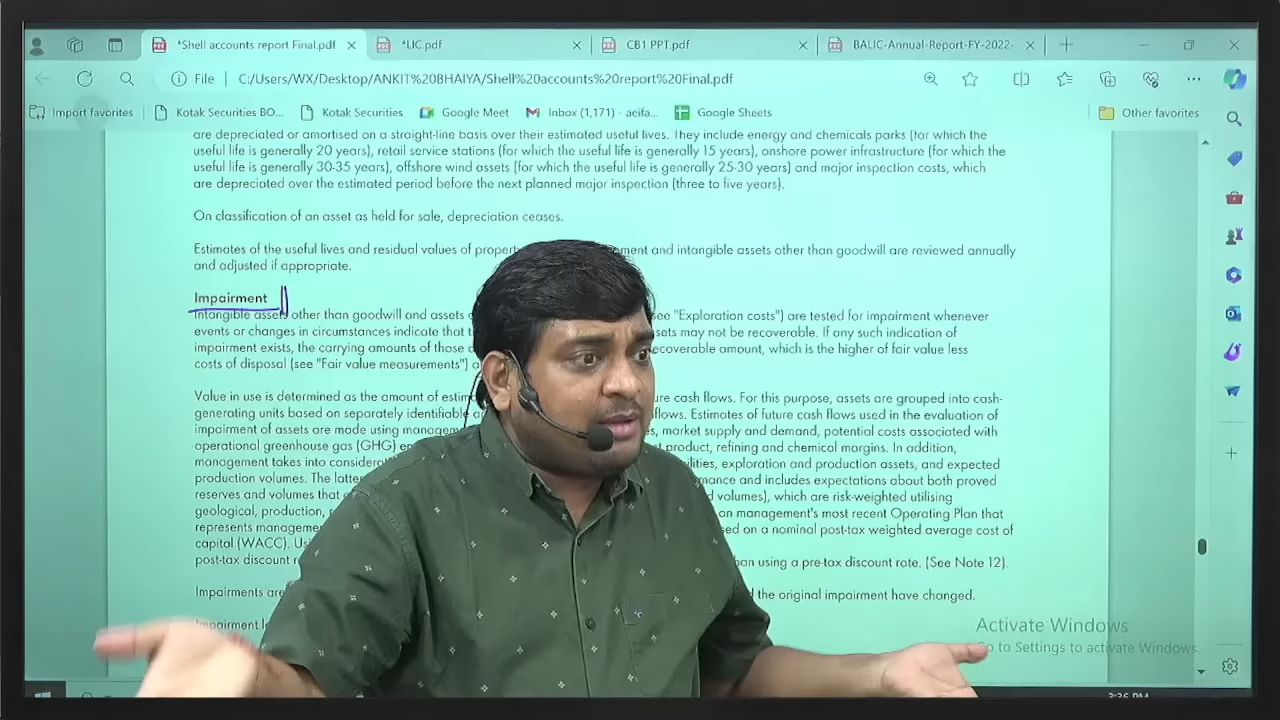 *Shell accounts report Final.pdf
*LIC.pdf
CB1 PPT.pdf
BALIC-Annual-Report-FY-2022-
File
C:/Users/WX/Desktop/ANKIT%20BHAIYA/Shell%20accounts%20report%20Final.pdf
Import favorites
Kotak Securities BO...
Kotak Securities
Google Meet
Inbox (1,171) - aeifa...
Google Sheets
Other favorites
are depreciated or amortised on a straight-line basis over their estimated useful lives. They include energy and chemicals parks (for which the
useful life is generally 20 years), retail service stations (for which the useful life is generally 15 years), onshore power infrastructure (for which the
useful life is generally 30-35 years), offshore wind assets (for which the useful life is generally 25-30 years) and major inspection costs, which
are depreciated over the estimated period before the next planned major inspection (three to five years).
On classification of an asset as held for sale, depreciation ceases.
Estimates of the useful lives and residual values of and intangible assets other than goodwill are reviewed annually
and adjusted if appropriate.
Impairment
Intangible assets other than goodwill and assets see "Exploration costs") are tested for impairment whenever
events or changes in circumstances indicate that assets may not be recoverable. If any such indication of
impairment exists, the carrying amounts of those recoverable amount, which is the higher of fair value less
costs of disposal (see "Fair value measurements")
Value in use is determined as the amount of cash flows. For this purpose, assets are grouped into cash-
generating units based on separately identifiable flows. Estimates of future cash flows used in the evaluation of
impairment of assets are made using market supply and demand, potential costs associated with
operational greenhouse gas (GHG) product, refining and chemical margins. In addition,
management takes into exploration and production assets, and expected
production volumes. The and includes expectations about both proved
reserves and volumes that volumes), which are risk-weighted utilising
geological, production, on management's most recent Operating Plan that
represents on a nominal post-tax weighted average cost of
capital (WACC).
post-tax discount using a pre-tax discount rate. (See Note 12).
Impairments are the original impairment have changed.
Impairment
Activate Windows
Go to Settings to activate Windows.
3:36 PM